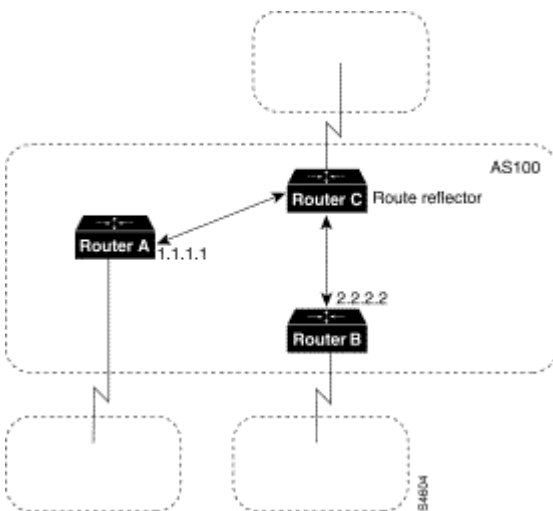 AS100
Router C
Route reflector
Router A
1.1.1.1
2.2.2.2
Router B
S4604